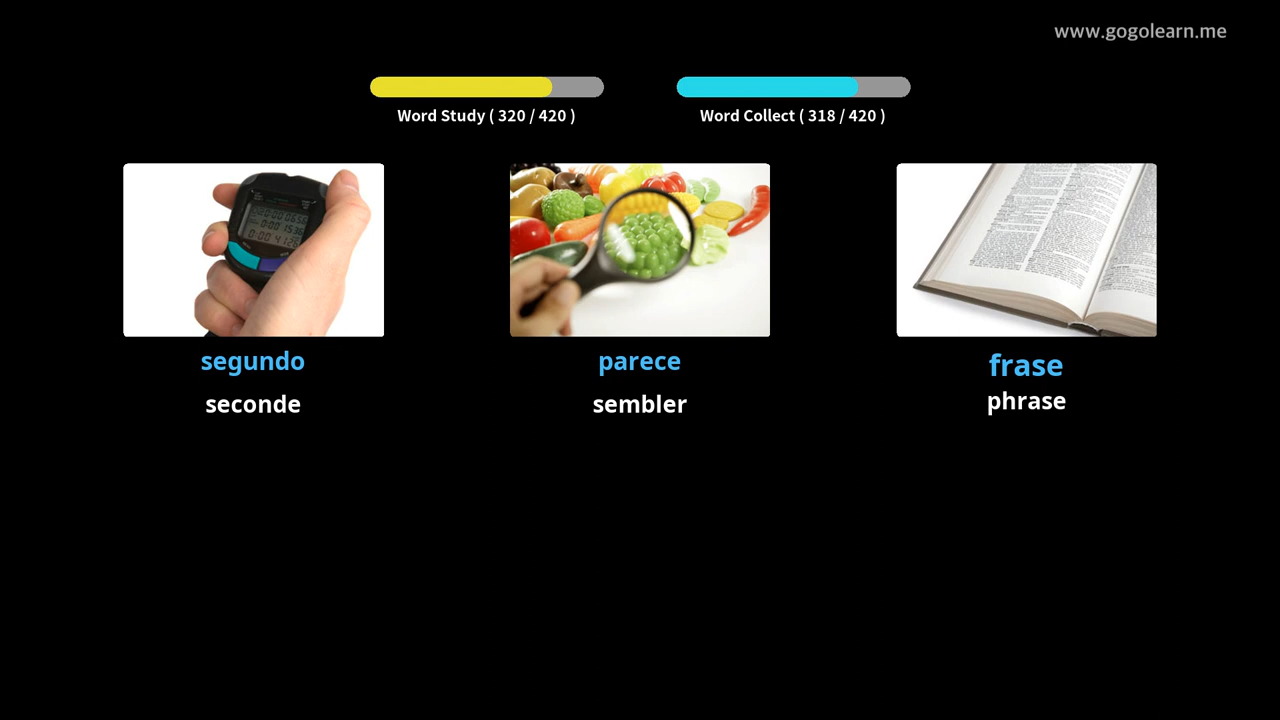 www.gogolearn.me
Word Study ( 320 / 420 )
Word Collect ( 318 / 420 )
segundo
seconde
parece
sembler
frase
phrase